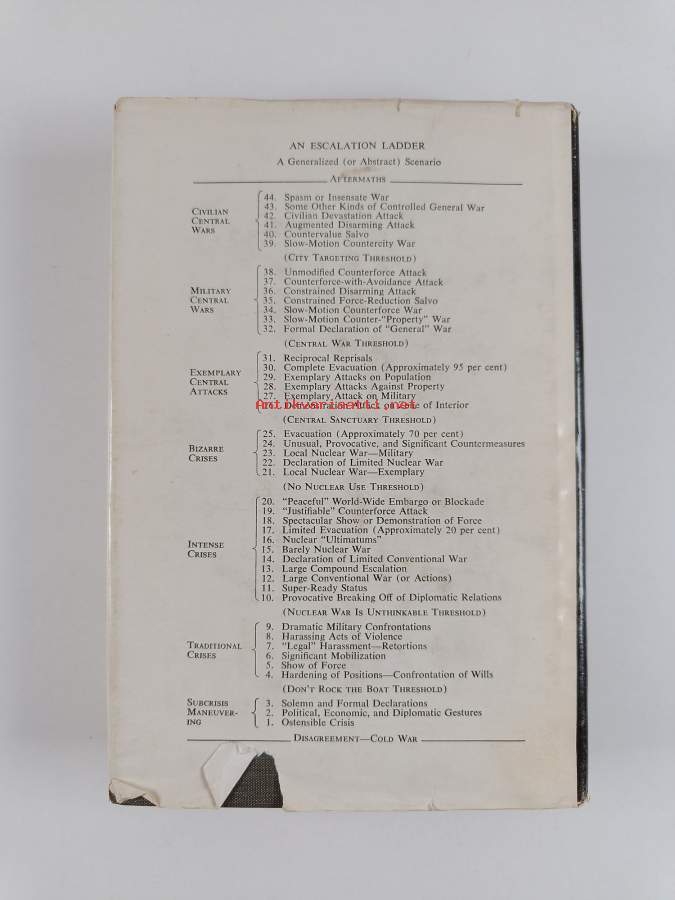 AN ESCALATION LADDER
A Generalized (or Abstract) Scenario
AFTERMATHS
CIVILIAN CENTRAL WARS
44. Spasm or Insensate War
43. Some Other Kinds of Controlled General War
42. Civilian Devastation Attack
41. Augmented Disarming Attack
40. Countervalue Salvo
39. Slow-Motion Countercity War
(CITY TARGETING THRESHOLD)
MILITARY CENTRAL WARS
38. Unmodified Counterforce Attack
37. Counterforce-with-Avoidance Attack
36. Constrained Disarming Attack
35. Constrained Force-Reduction Salvo
34. Slow-Motion Counterforce War
33. Slow-Motion Counter-"Property" War
32. Formal Declaration of "General" War
(CENTRAL WAR THRESHOLD)
EXEMPLARY CENTRAL ATTACKS
31. Reciprocal Reprisals
30. Complete Evacuation (Approximately 95 per cent)
29. Exemplary Attacks on Population
28. Exemplary Attacks Against Property
27. Exemplary Attack on Military
Antikvariaatti.net
of Interior
(CENTRAL SANCTUARY THRESHOLD)
BIZARRE CRISES
25. Evacuation (Approximately 70 per cent)
24. Unusual, Provocative, and Significant Countermeasures
23. Local Nuclear War—Military
22. Declaration of Limited Nuclear War
21. Local Nuclear War—Exemplary
(NO NUCLEAR USE THRESHOLD)
INTENSE CRISES
20. "Peaceful" World-Wide Embargo or Blockade
19. "Justifiable" Counterforce Attack
18. Spectacular Show or Demonstration of Force
17. Limited Evacuation (Approximately 20 per cent)
16. Nuclear "Ultimatums"
15. Barely Nuclear War
14. Declaration of Limited Conventional War
13. Large Compound Escalation
12. Large Conventional War (or Actions)
11. Super-Ready Status
10. Provocative Breaking Off of Diplomatic Relations
(NUCLEAR WAR IS UNTHINKABLE THRESHOLD)
TRADITIONAL CRISES
9. Dramatic Military Confrontations
8. Harassing Acts of Violence
7. "Legal" Harassment—Retortions
6. Significant Mobilization
5. Show of Force
4. Hardening of Positions—Confrontation of Wills
(DON'T ROCK THE BOAT THRESHOLD)
SUBCRISIS MANEUVER-ING
3. Solemn and Formal Declarations
2. Political, Economic, and Diplomatic Gestures
1. Ostensible Crisis
DISAGREEMENT—COLD WAR